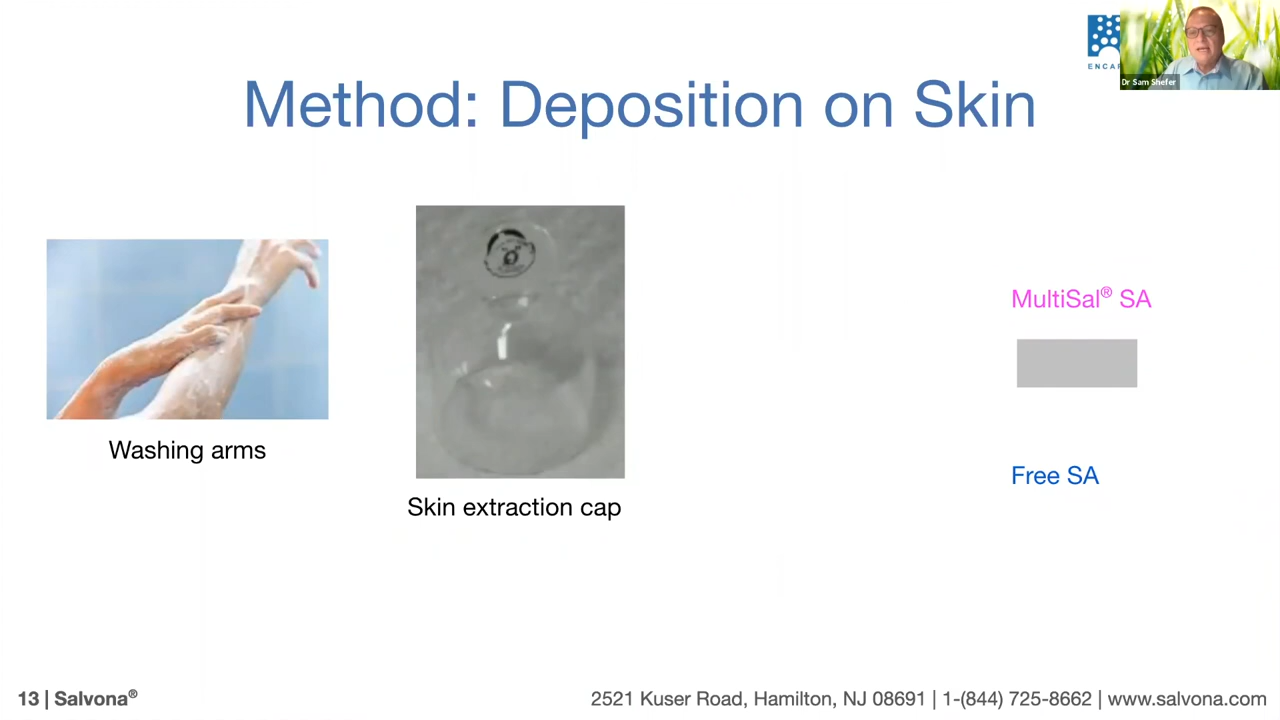 ENCAP
Dr Sam Shefer
Method: Deposition on Skin
MultiSal® SA
Washing arms
Free SA
Skin extraction cap
13 | Salvona®
2521 Kuser Road, Hamilton, NJ 08691 | 1-(844) 725-8662 | www.salvona.com